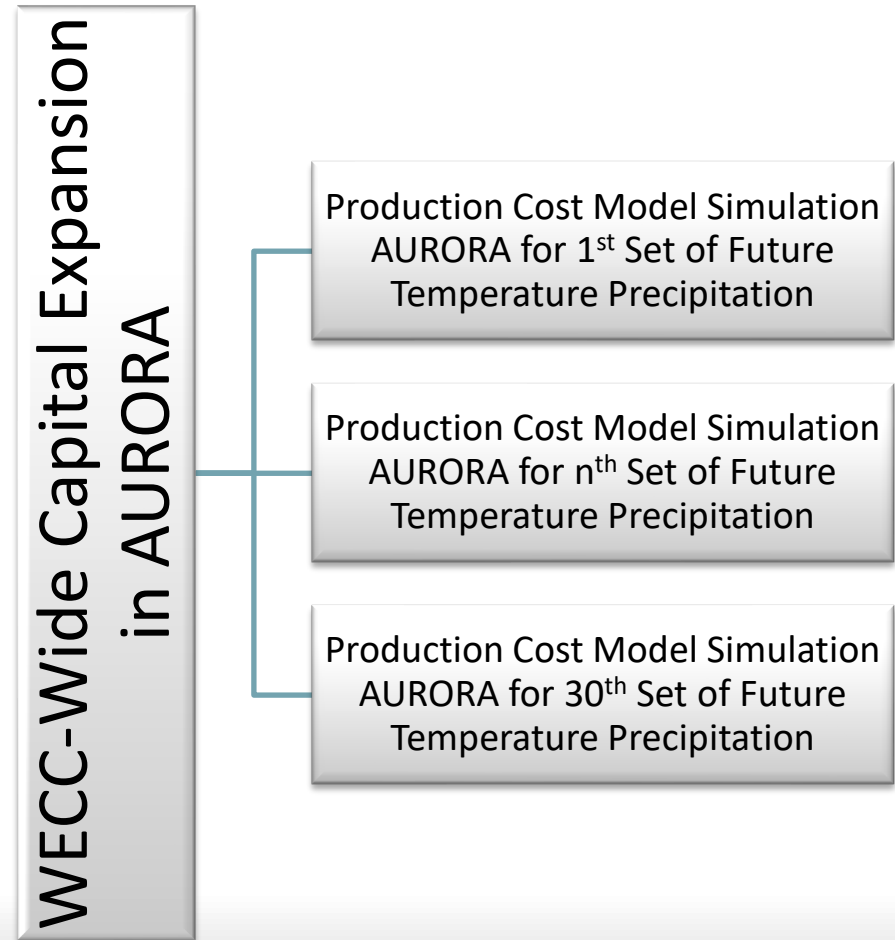 WECC-Wide Capital Expansion
in AURORA
Production Cost Model Simulation
AURORA for 1st Set of Future
Temperature Precipitation
Production Cost Model Simulation
AURORA for nth Set of Future
Temperature Precipitation
Production Cost Model Simulation
AURORA for 30th Set of Future
Temperature Precipitation